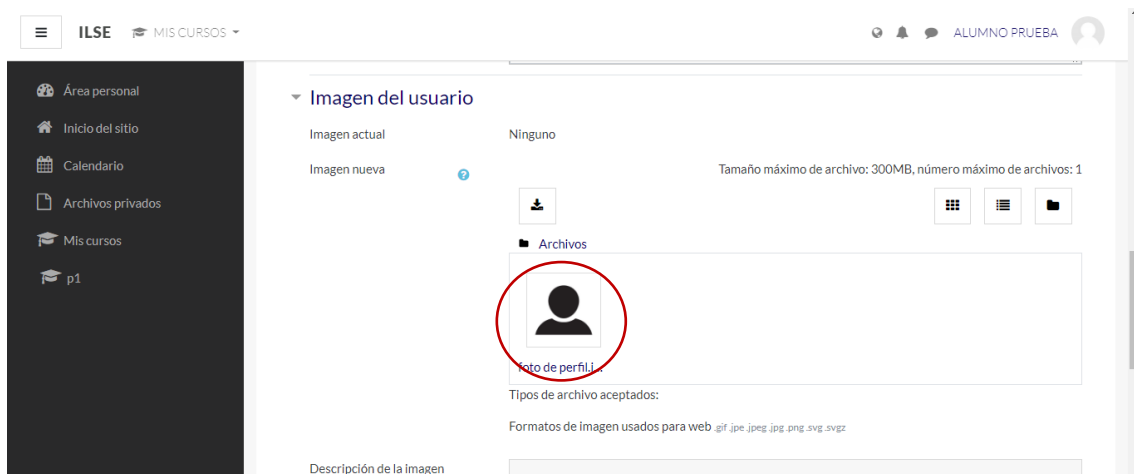 ILSE MIS CURSOS ALUMNO PRUEBA
Área personal
Inicio del sitio
Calendario
Archivos privados
Mis cursos
p1
Imagen del usuario
Imagen actual Ninguno
Imagen nueva Tamaño máximo de archivo: 300MB, número máximo de archivos: 1
Archivos
foto de perfil.j...
Tipos de archivo aceptados:
Formatos de imagen usados para web .gif .jpe .jpeg .jpg .png .svg .svgz
Descripción de la imagen